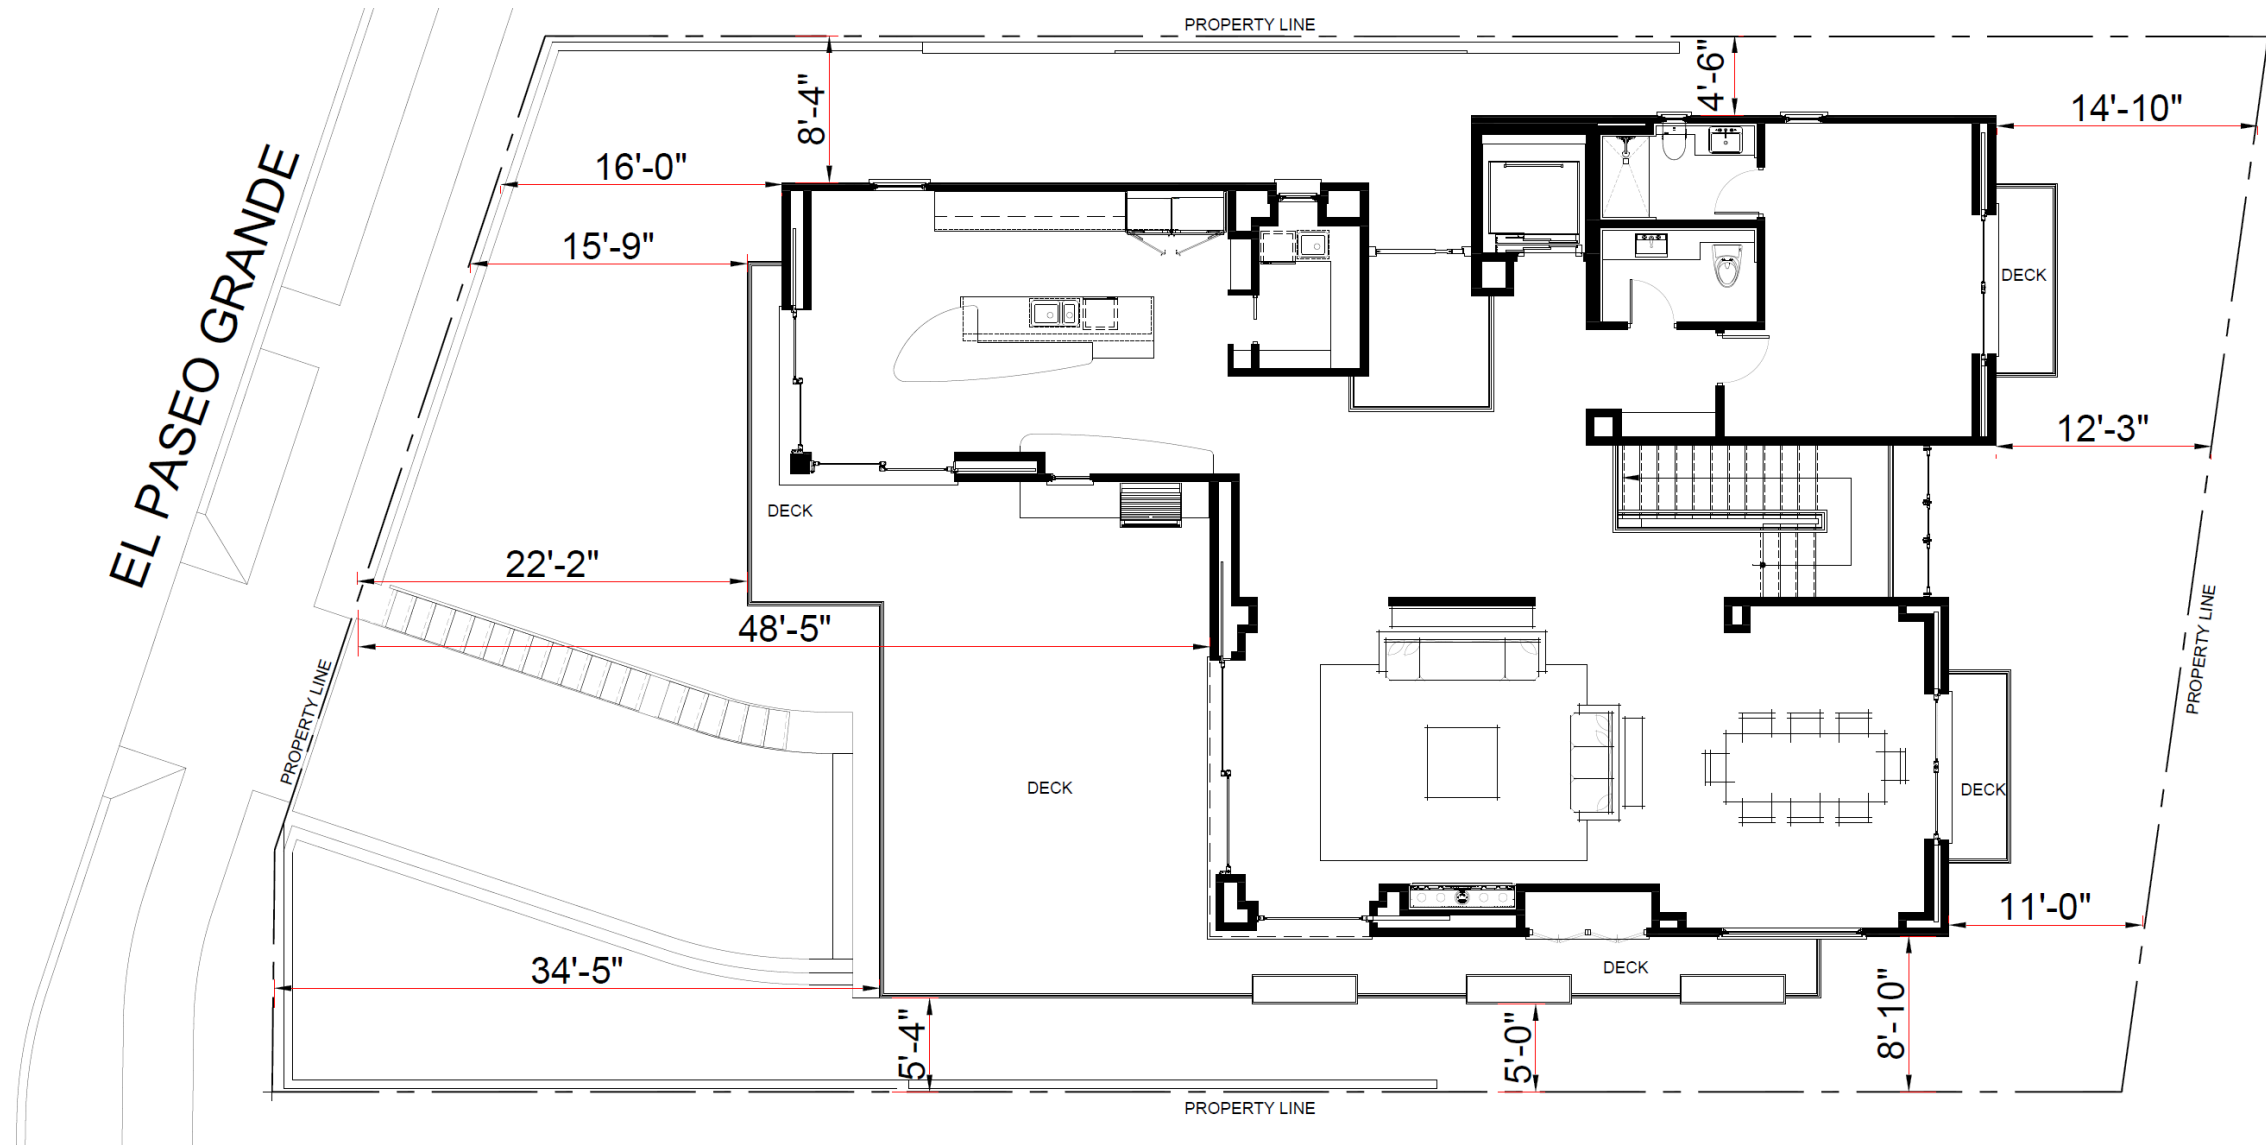 PROPERTY LINE
8'-4"
4'-6"
14'-10"
16'-0"
15'-9"
EL PASEO GRANDE
DECK
12'-3"
DECK
22'-2"
48'-5"
PROPERTY LINE
PROPERTY LINE
DECK
DECK
11'-0"
34'-5"
DECK
5'-4"
5'-0"
8'-10"
PROPERTY LINE